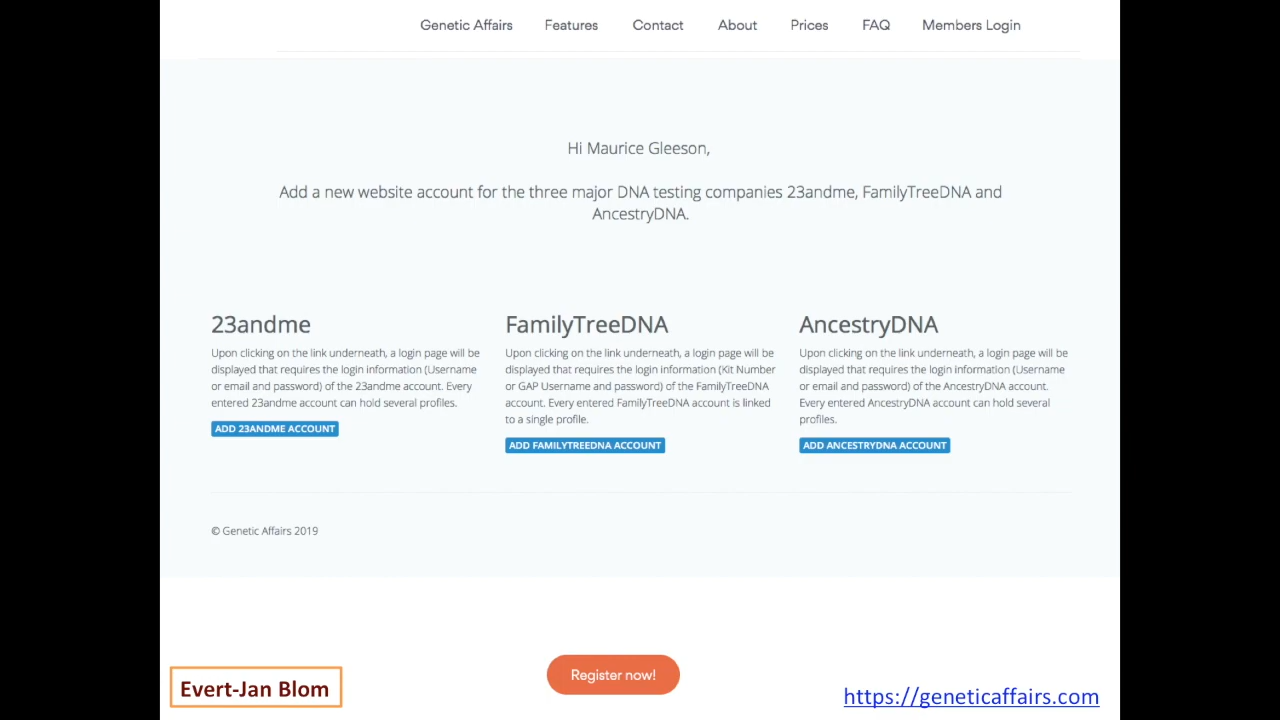 Genetic Affairs Features Contact About Prices FAQ Members Login
Hi Maurice Gleeson,
Add a new website account for the three major DNA testing companies 23andme, FamilyTreeDNA and
AncestryDNA.
23andme
Upon clicking on the link underneath, a login page will be
displayed that requires the login information (Username
or email and password) of the 23andme account. Every
entered 23andme account can hold several profiles.
ADD 23ANDME ACCOUNT
FamilyTreeDNA
Upon clicking on the link underneath, a login page will be
displayed that requires the login information (Kit Number
or GAP Username and password) of the FamilyTreeDNA
account. Every entered FamilyTreeDNA account is linked
to a single profile.
ADD FAMILYTREEDNA ACCOUNT
AncestryDNA
Upon clicking on the link underneath, a login page will be
displayed that requires the login information (Username
or email and password) of the AncestryDNA account.
Every entered AncestryDNA account can hold several
profiles.
ADD ANCESTRYDNA ACCOUNT
© Genetic Affairs 2019
Register now!
Evert-Jan Blom
https://geneticaffairs.com